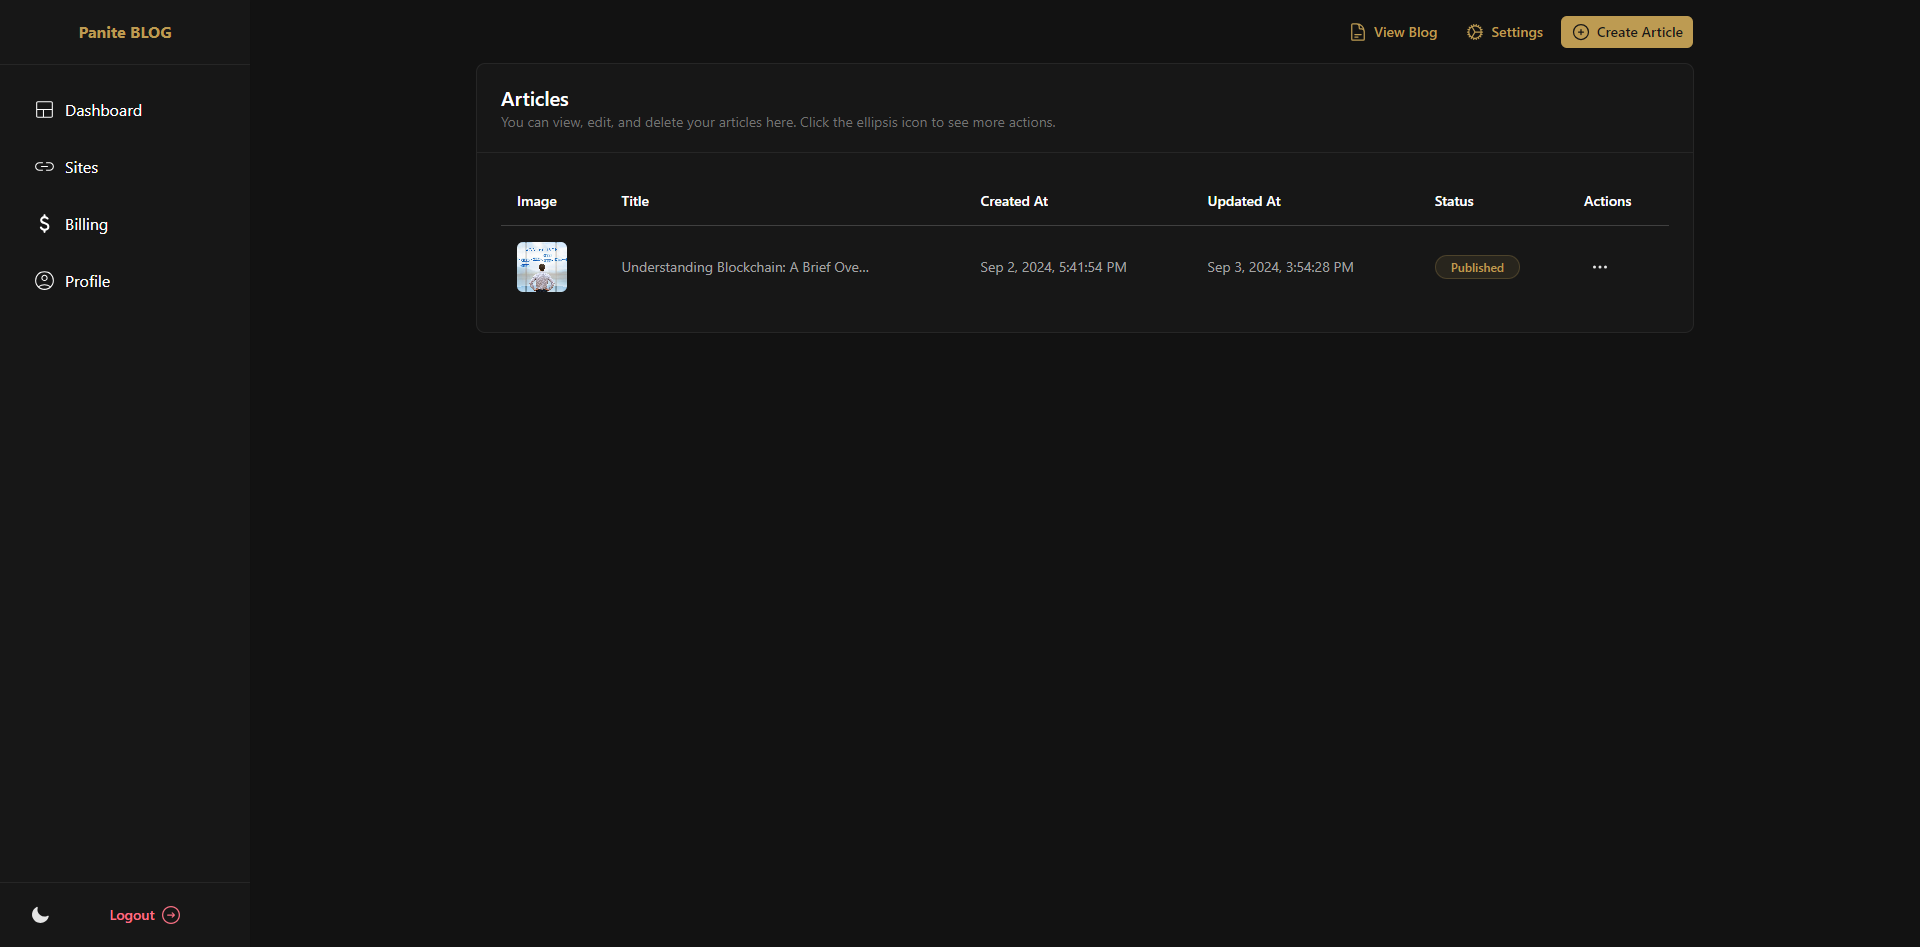 Panite BLOG
Dashboard
Sites
Billing
Profile
Logout
View Blog
Settings
Create Article
Articles
You can view, edit, and delete your articles here. Click the ellipsis icon to see more actions.
Image Title Created At Updated At Status Actions
Understanding Blockchain: A Brief Ove... Sep 2, 2024, 5:41:54 PM Sep 3, 2024, 3:54:28 PM Published